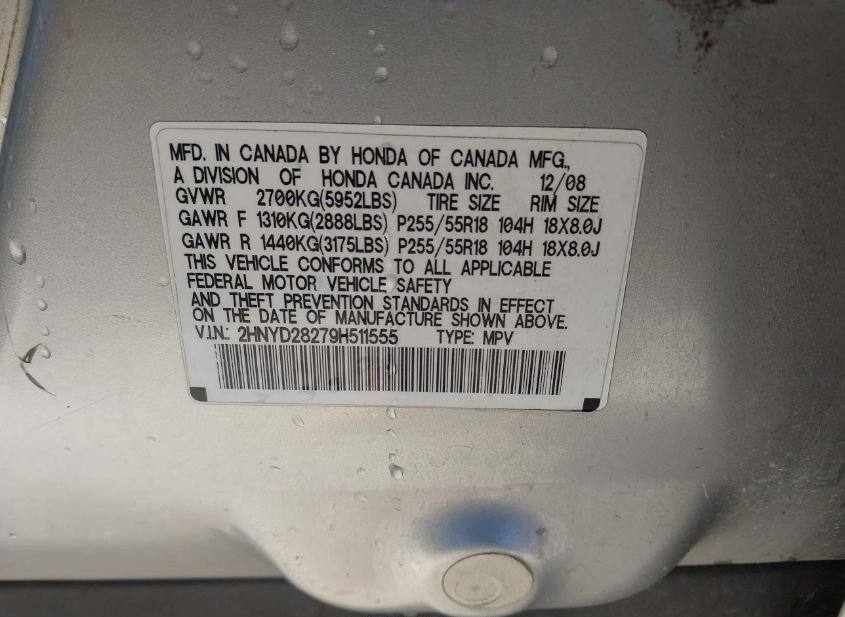 MFD. IN CANADA BY HONDA OF CANADA MFG.,
A DIVISION OF HONDA CANADA INC. 12/08
GVWR 2700KG(5952LBS) TIRE SIZE RIM SIZE
GAWR F 1310KG(2888LBS) P255/55R18 104H 18X8.0J
GAWR R 1440KG(3175LBS) P255/55R18 104H 18X8.0J
THIS VEHICLE CONFORMS TO ALL APPLICABLE
FEDERAL MOTOR VEHICLE SAFETY
AND THEFT PREVENTION STANDARDS IN EFFECT
ON THE DATE OF MANUFACTURE SHOWN ABOVE.
V.I.N.: 2HNYD28279H511555 TYPE: MPV